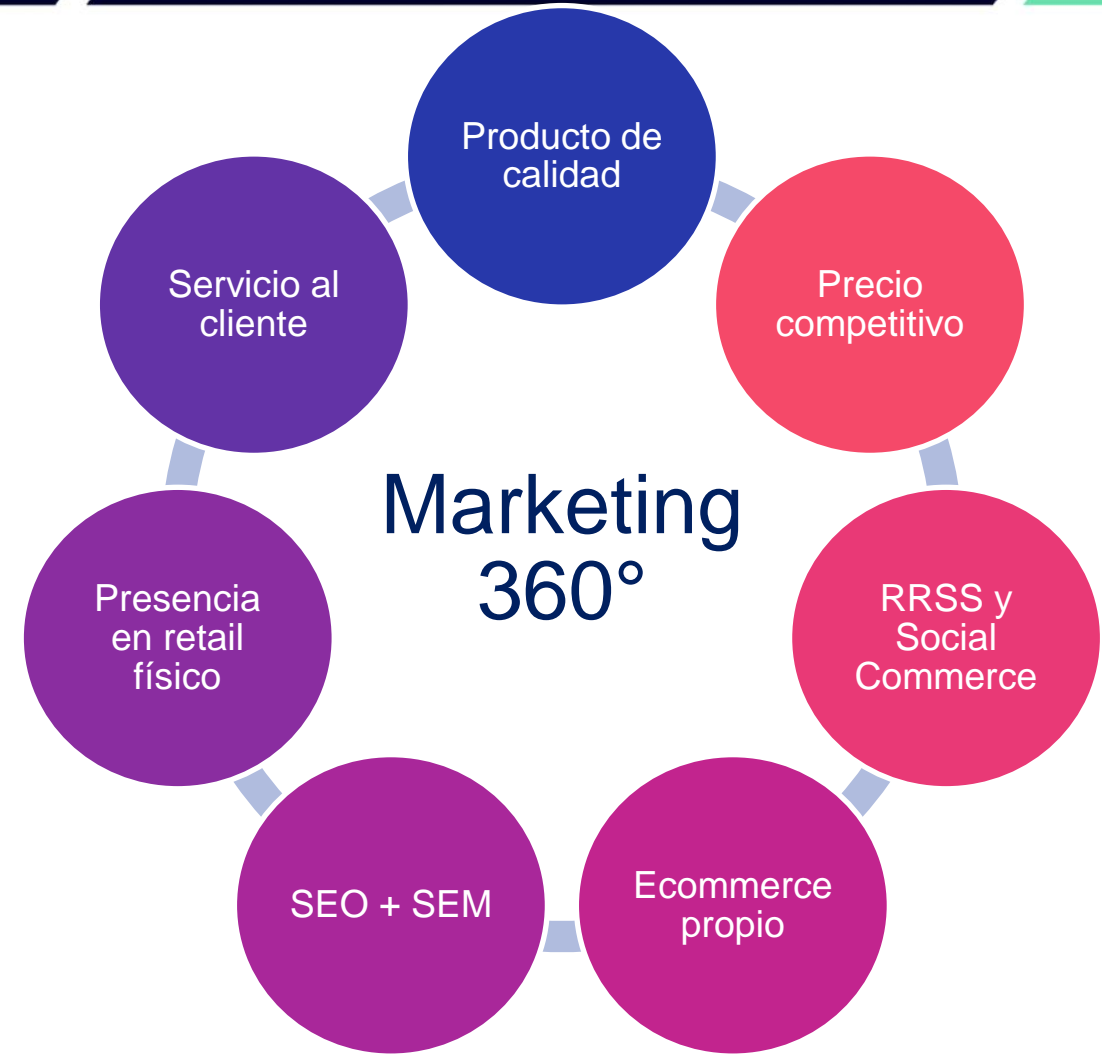 Producto de
calidad
Precio
competitivo
RRSS y
Social
Commerce
Ecommerce
propio
SEO + SEM
Presencia
en retail
físico
Servicio al
cliente
Marketing
360°